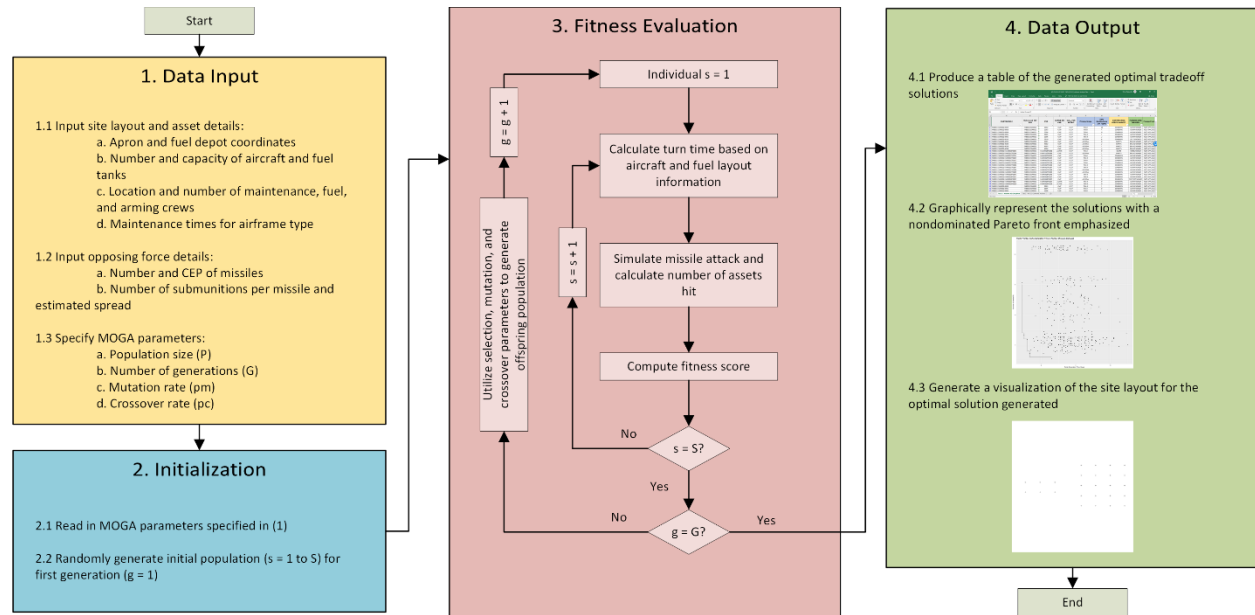 Start
1. Data Input
1.1 Input site layout and asset details:
a. Apron and fuel depot coordinates
b. Number and capacity of aircraft and fuel
tanks
c. Location and number of maintenance, fuel,
and arming crews
d. Maintenance times for airframe type
1.2 Input opposing force details:
a. Number and CEP of missiles
b. Number of submunitions per missile and
estimated spread
1.3 Specify MOGA parameters:
a. Population size (P)
b. Number of generations (G)
c. Mutation rate (pm)
d. Crossover rate (pc)
2. Initialization
2.1 Read in MOGA parameters specified in (1)
2.2 Randomly generate initial population (s = 1 to S) for
first generation (g = 1)
3. Fitness Evaluation
Individual s = 1
g = g + 1
Calculate turn time based on
aircraft and fuel layout
information
s = s + 1
Simulate missile attack and
calculate number of assets
hit
Utilize selection, mutation, and
crossover parameters to generate
offspring population
Compute fitness score
s = S?
No
Yes
g = G?
No
Yes
4. Data Output
4.1 Produce a table of the generated optimal tradeoff
solutions
4.2 Graphically represent the solutions with a
nondominated Pareto front emphasized
4.3 Generate a visualization of the site layout for the
optimal solution generated
End